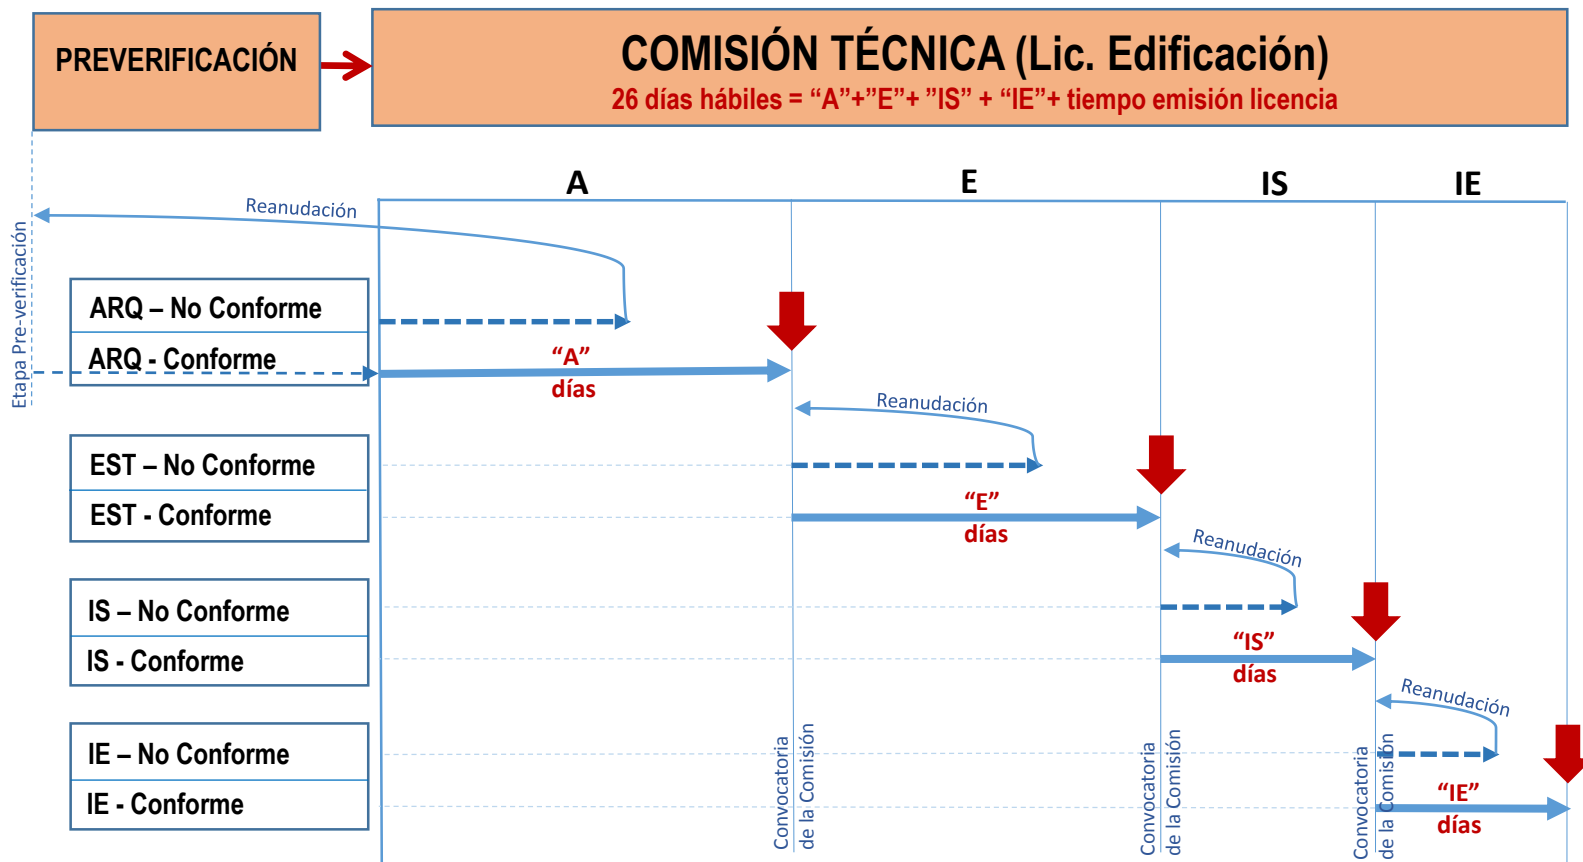 PREVERIFICACIÓN
COMISIÓN TÉCNICA (Lic. Edificación)
26 días hábiles = “A”+”E”+ ”IS” + “IE”+ tiempo emisión licencia
A
E
IS
IE
Reanudación
Etapa Pre-verificación
ARQ – No Conforme
ARQ - Conforme
“A”
días
Reanudación
EST – No Conforme
EST - Conforme
“E”
días
Reanudación
IS – No Conforme
IS - Conforme
“IS”
días
Reanudación
IE – No Conforme
IE - Conforme
“IE”
días
Convocatoria
de la Comisión
Convocatoria
de la Comisión
Convocatoria
de la Comisión